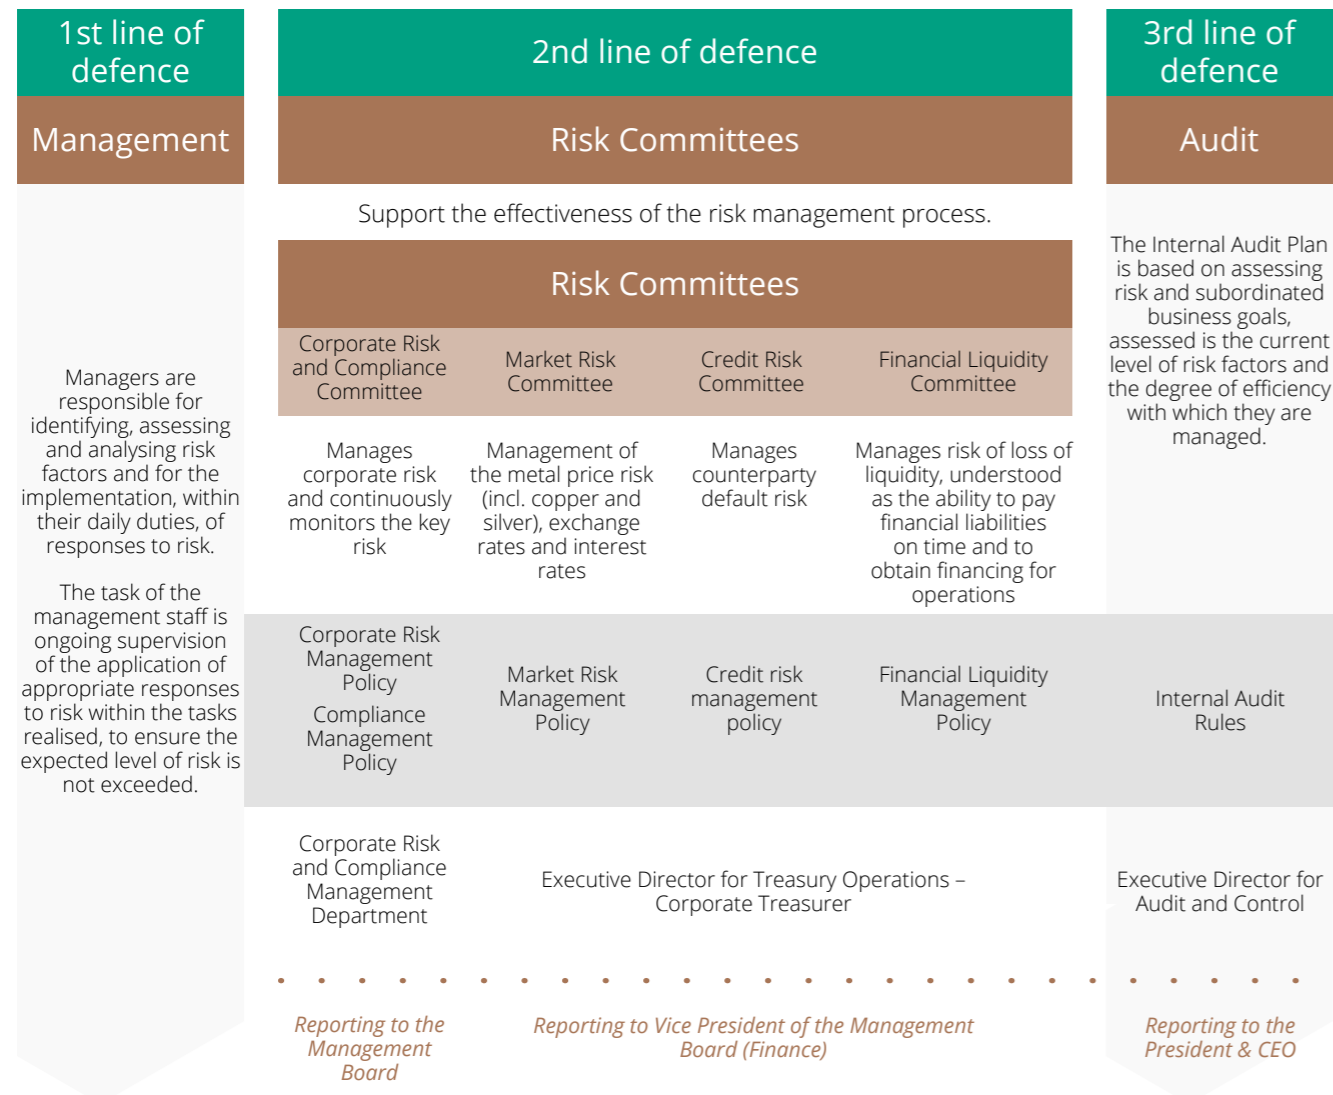 1st line of
defence
Management
Managers are
responsible for
identifying, assessing
and analysing risk
factors and for the
implementation, within
their daily duties, of
responses to risk.
The task of the
management staff is
ongoing supervision
of the application of
appropriate responses
to risk within the tasks
realised, to ensure the
expected level of risk is
not exceeded.
2nd line of defence
Risk Committees
Support the effectiveness of the risk management process.
Risk Committees
Corporate Risk
and Compliance
Committee
Market Risk
Committee
Credit Risk
Committee
Financial Liquidity
Committee
Manages
corporate risk
and continuously
monitors the key
risk
Management of
the metal price risk
(incl. copper and
silver), exchange
rates and interest
rates
Manages
counterparty
default risk
Manages risk of loss of
liquidity, understood
as the ability to pay
financial liabilities
on time and to
obtain financing for
operations
Corporate Risk
Management
Policy
Compliance
Management
Policy
Market Risk
Management
Policy
Credit risk
management
policy
Financial Liquidity
Management
Policy
Corporate Risk
and Compliance
Management
Department
Executive Director for Treasury Operations –
Corporate Treasurer
Reporting to the
Management
Board
Reporting to Vice President of the Management
Board (Finance)
3rd line of
defence
Audit
The Internal Audit Plan
is based on assessing
risk and subordinated
business goals,
assessed is the current
level of risk factors and
the degree of efficiency
with which they are
managed.
Internal Audit
Rules
Executive Director for
Audit and Control
Reporting to the
President & CEO